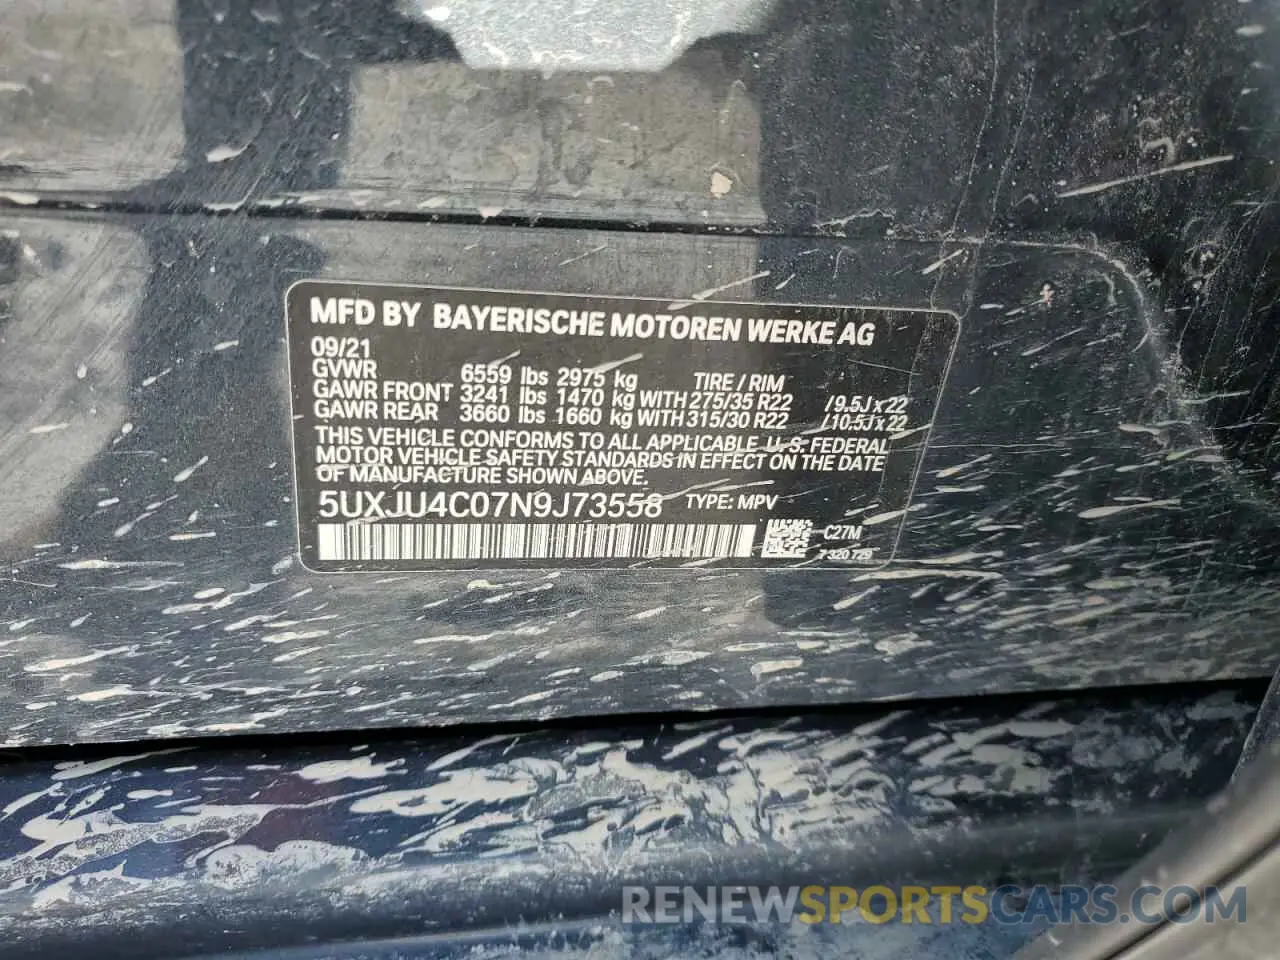 MFD BY BAYERISCHE MOTOREN WERKE AG
09/21
GVWR 6559 lbs 2975 kg TIRE / RIM
GAWR FRONT 3241 lbs 1470 kg WITH 275/35 R22 / 9.5J x 22
GAWR REAR 3660 lbs 1660 kg WITH 315/30 R22 / 10.5J x 22
THIS VEHICLE CONFORMS TO ALL APPLICABLE U. S. FEDERAL
MOTOR VEHICLE SAFETY STANDARDS IN EFFECT ON THE DATE
OF MANUFACTURE SHOWN ABOVE.
5UXJU4C07N9J73558 TYPE: MPV
C27M
7 320 729
RENEWSPORTSCARS.COM